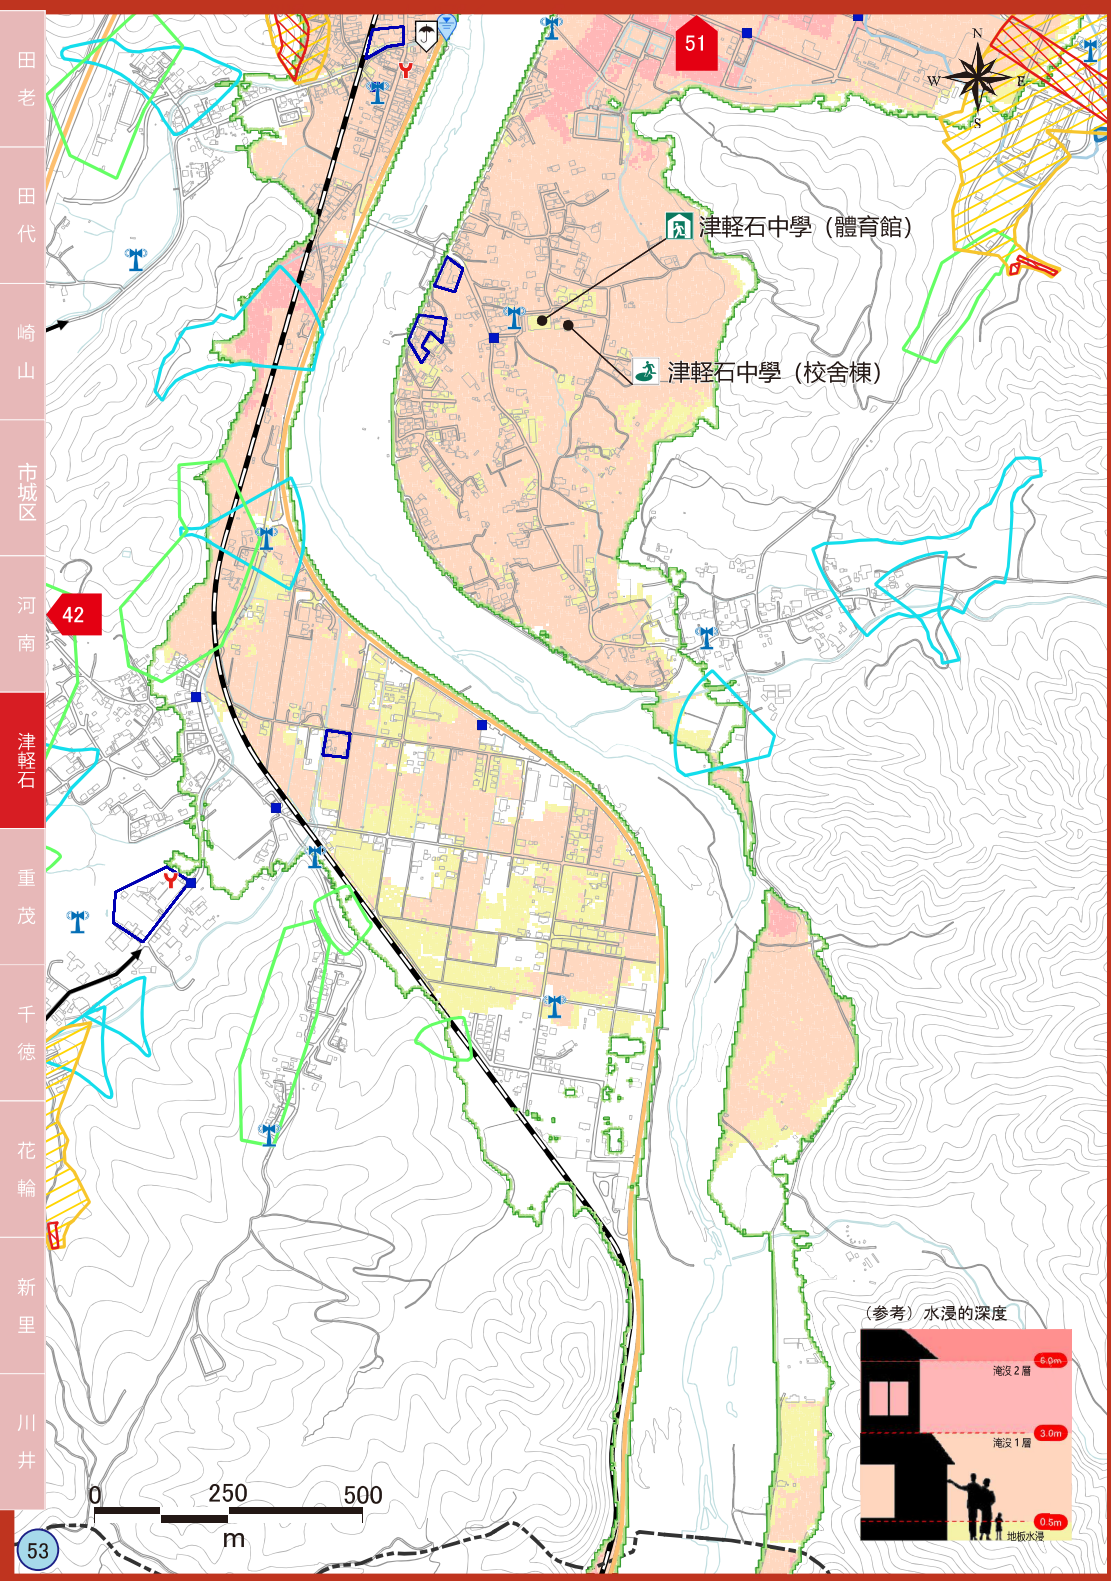 田老
田代
崎山
市城区
河南
津軽石
重茂
千徳
花輪
新里
川井
51
N
W
E
S
津軽石中學（體育館）
津軽石中學（校舍棟）
42
（参考）水浸的深度
6.0m
淹沒2層
3.0m
淹沒1層
0.5m
地板水浸
0
250
500
m
53